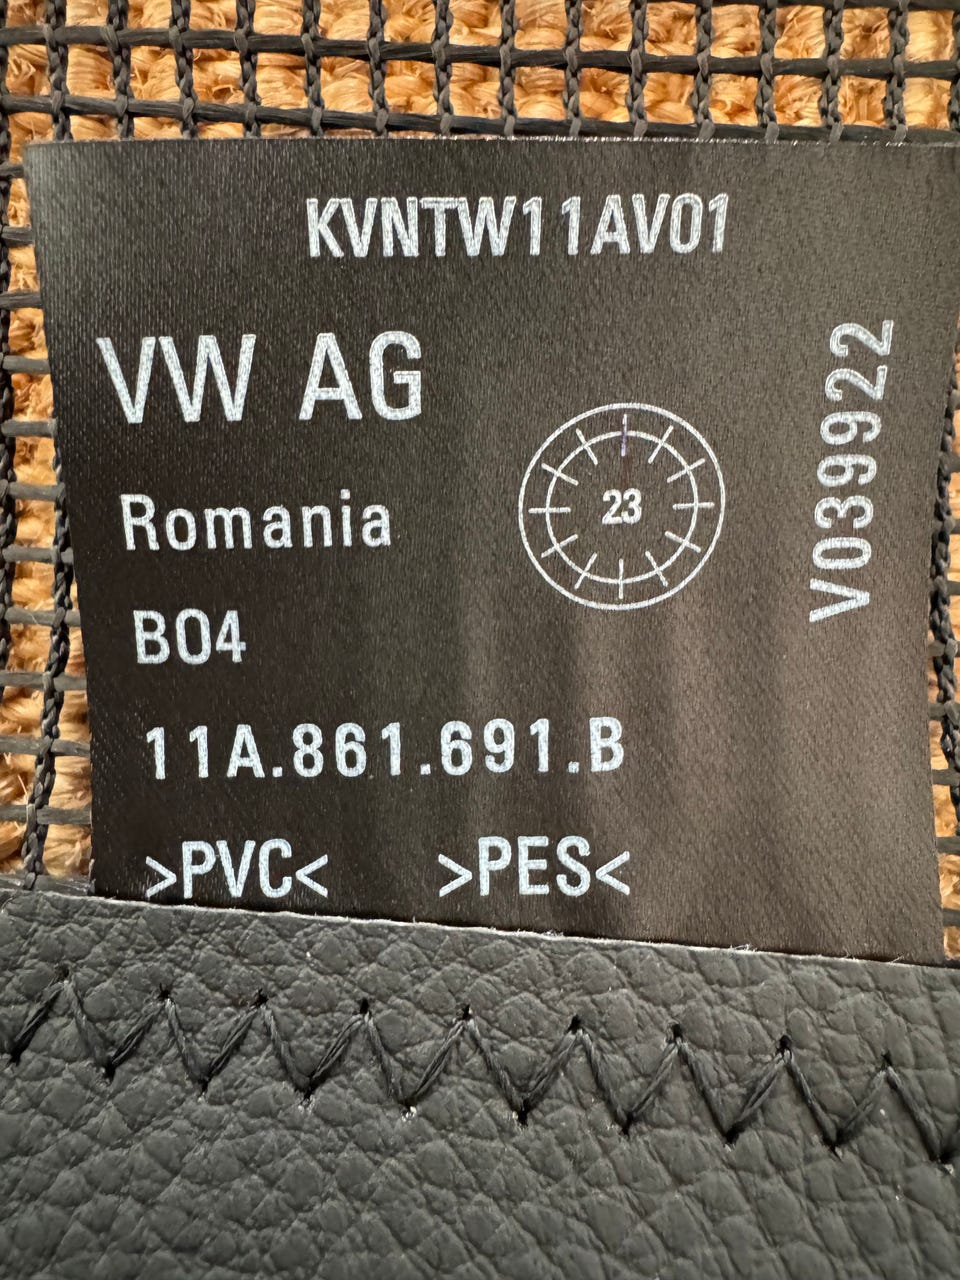 KVNTW11AV01
VW AG
Romania
23
V039922
B04
11A.861.691.B
>PVC< >PES<